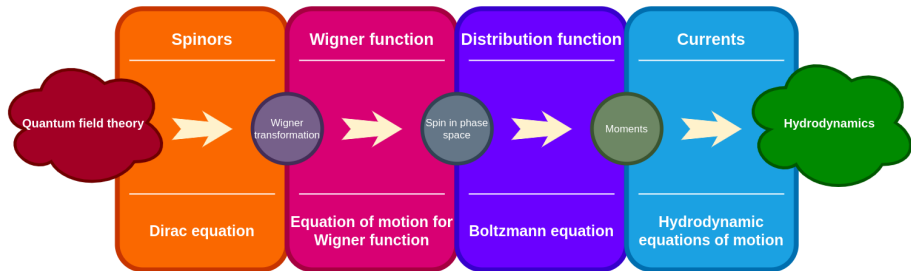 Spinors
Wigner function
Distribution function
Currents
Quantum field theory
Wigner
transformation
Spin in phase
space
Moments
Hydrodynamics
Dirac equation
Equation of motion for
Wigner function
Boltzmann equation
Hydrodynamic
equations of motion